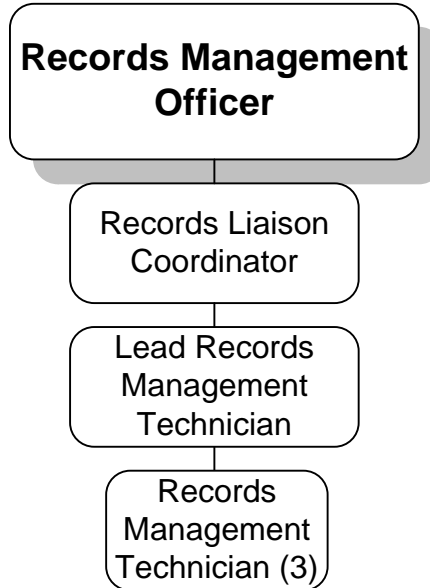 Records Management
Officer
Records Liaison
Coordinator
Lead Records
Management
Technician
Records
Management
Technician (3)